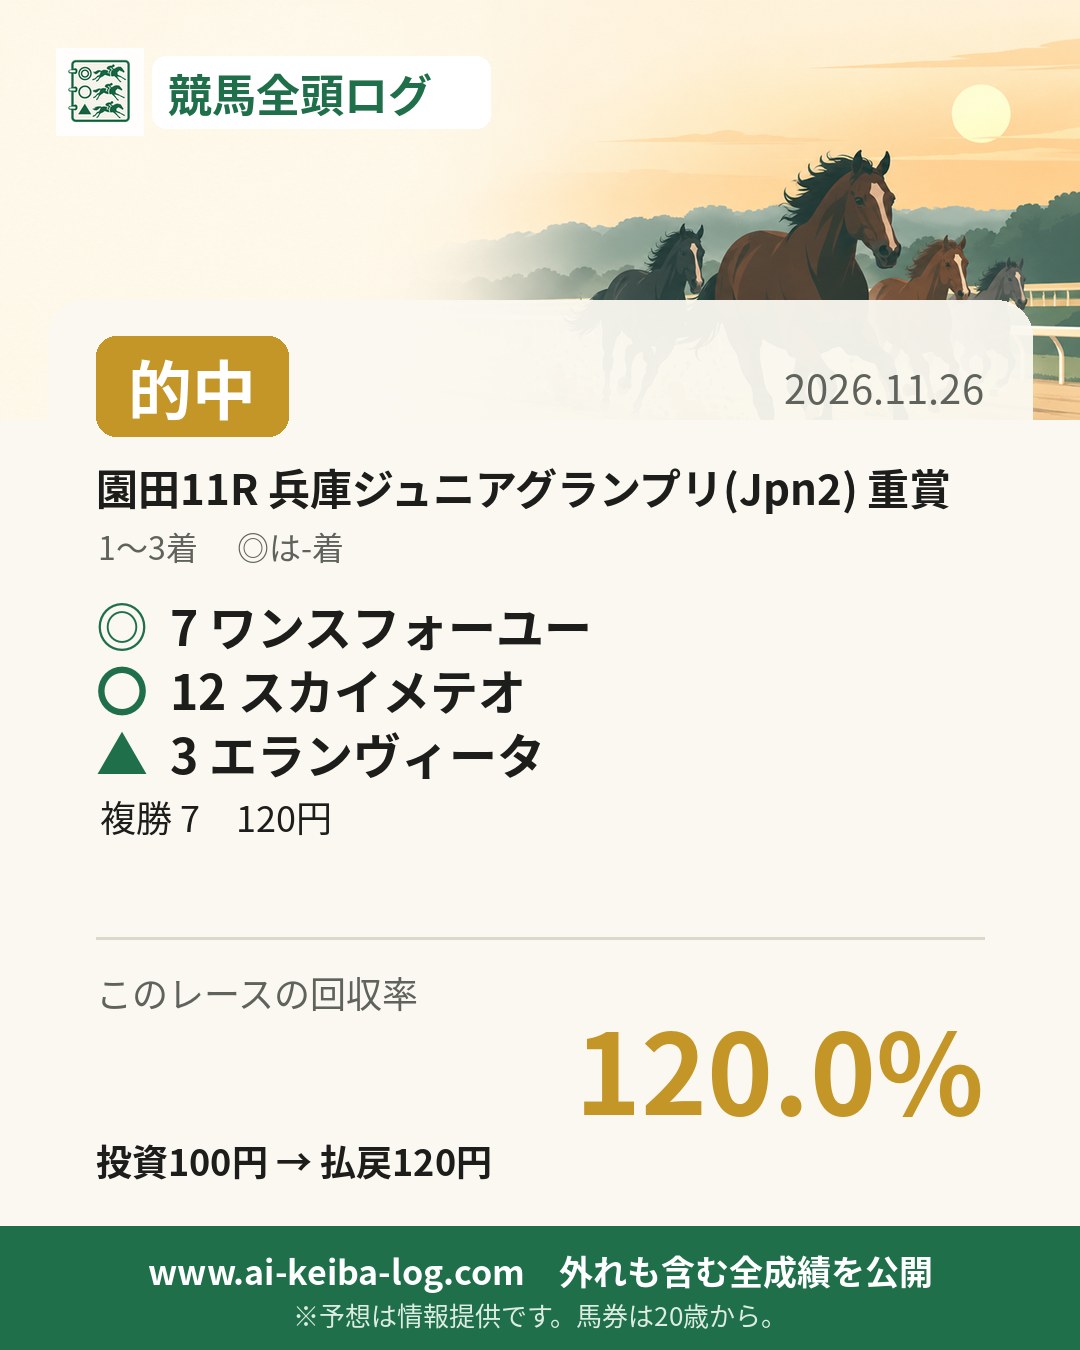 競馬全頭ログ
的中
2026.11.26
園田11R 兵庫ジュニアグランプリ(Jpn2) 重賞
1〜3着　◎は-着
◎ 7 ワンスフォーユー
○ 12 スカイメテオ
▲ 3 エランヴィータ
複勝 7　120円
このレースの回収率
120.0%
投資100円 → 払戻120円
www.ai-keiba-log.com　外れも含む全成績を公開
※予想は情報提供です。馬券は20歳から。